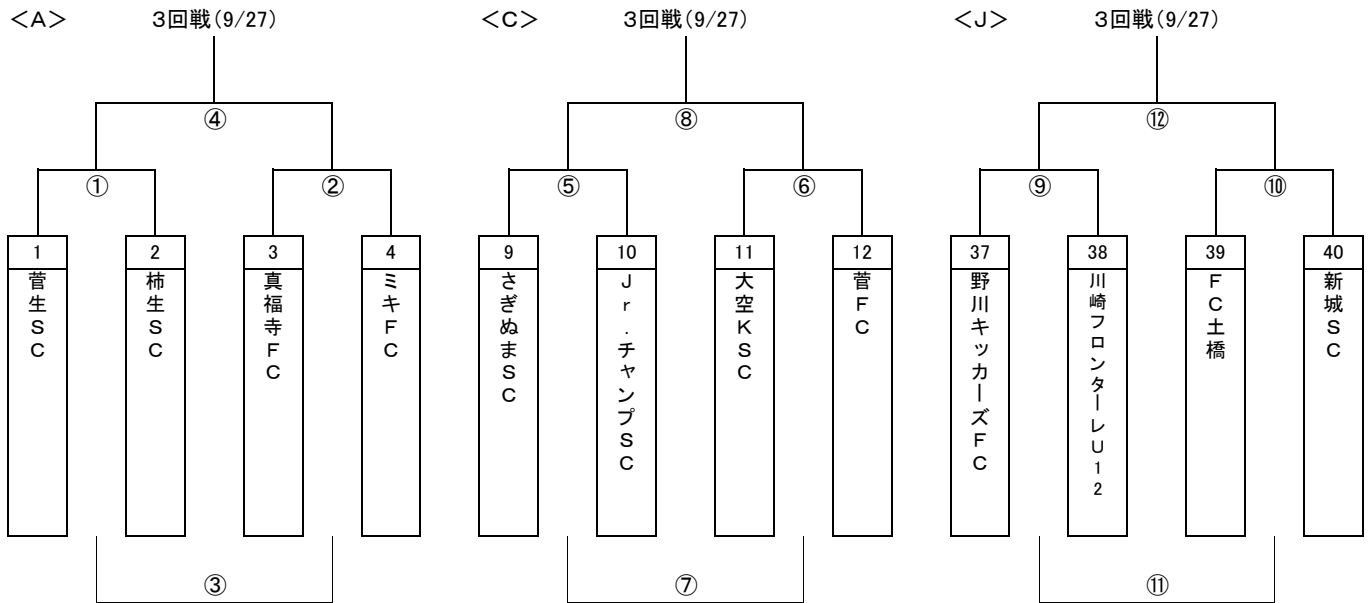 ＜A＞ 3回戦(9/27)
＜C＞ 3回戦(9/27)
＜J＞ 3回戦(9/27)
④
⑧
⑫
①
②
⑤
⑥
⑨
⑩
1
菅生SC
2
柿生SC
3
真福寺FC
4
ミキFC
9
さぎぬまSC
10
Jr.チャンプSC
11
大空KSC
12
菅FC
37
野川キッカーズFC
38
川崎フロンターレU12
39
FC土橋
40
新城SC
③
⑦
⑪